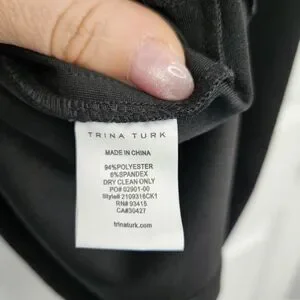 TRINA TURK
MADE IN CHINA
94%POLYESTER
6%SPANDEX
DRY CLEAN ONLY
PO# 02901-00
Style# 2109316CK1
RN# 93415
CA#30427
trinaturk.com